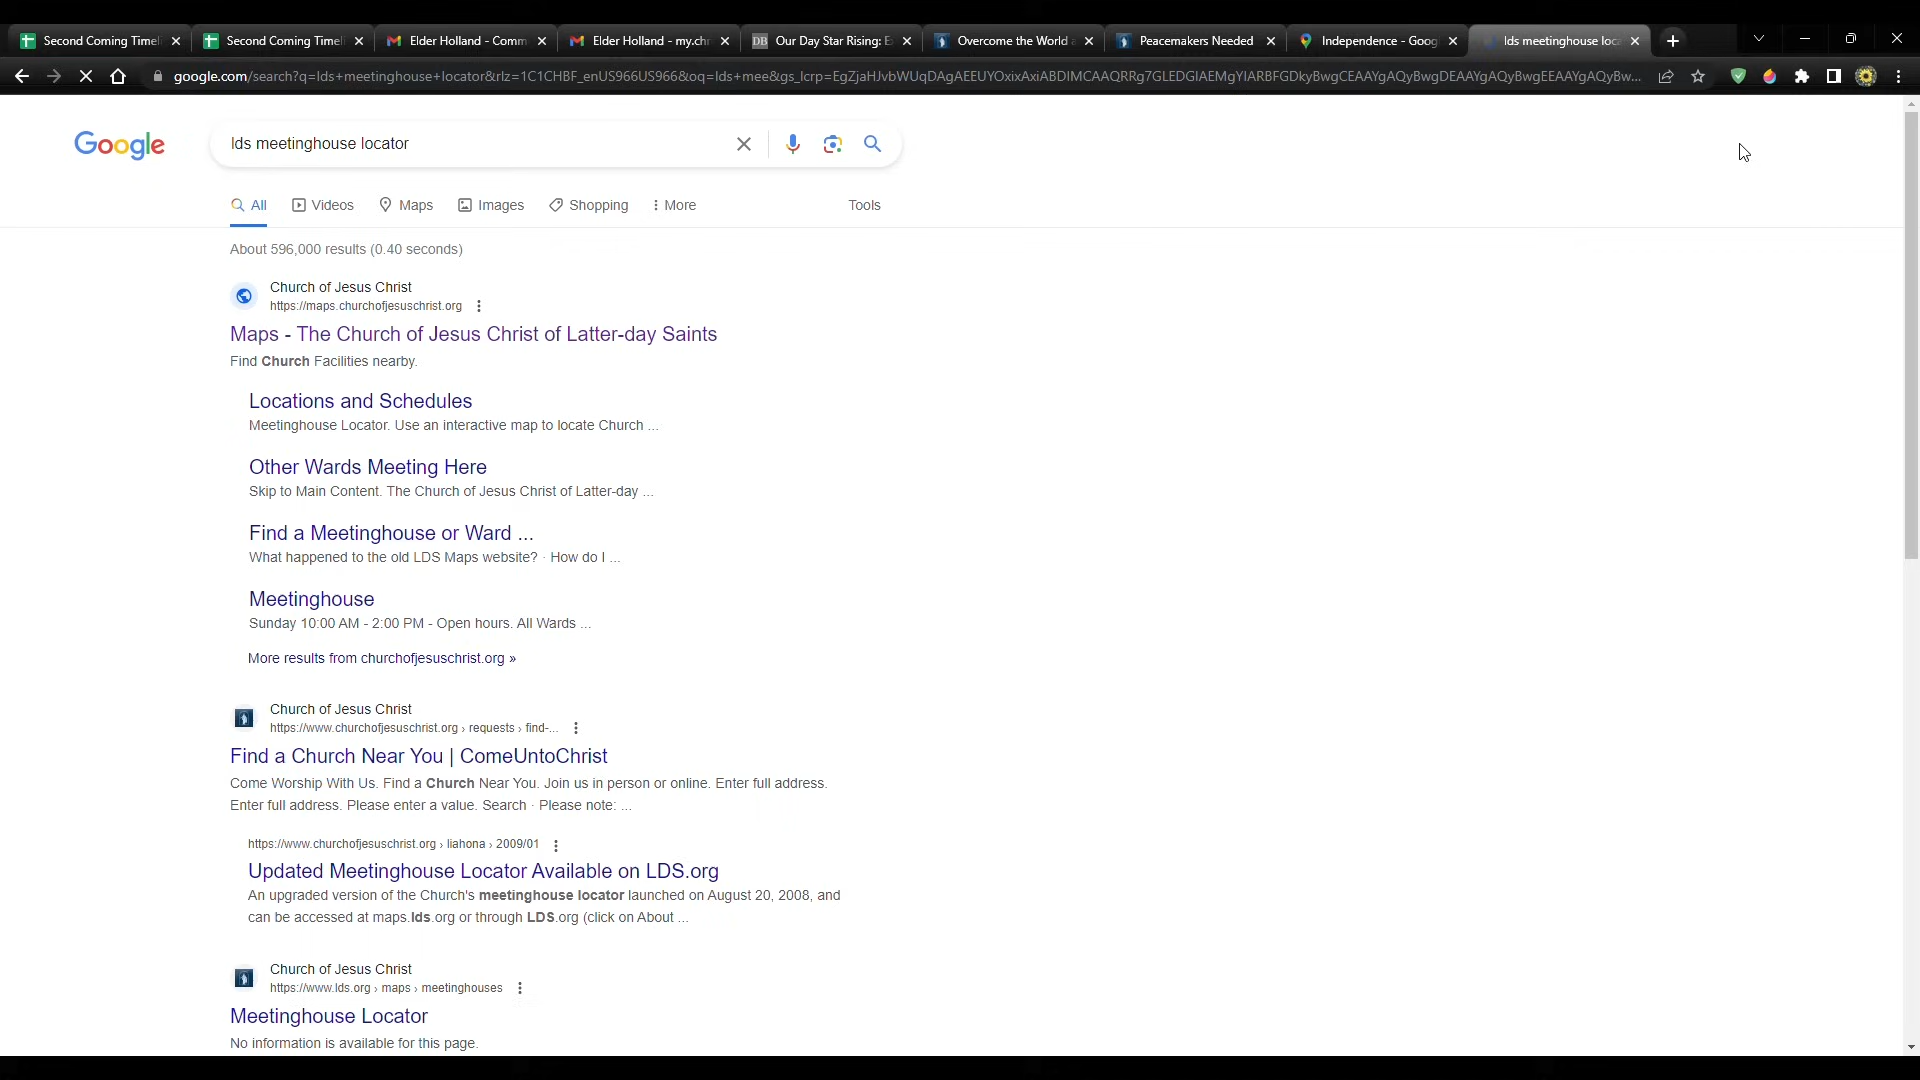 Second Coming Timeli
Second Coming Timeli
Elder Holland - Comm
Elder Holland - my.ch
DB Our Day Star Rising: E
Overcome the World a
Peacemakers Needed
Independence - Goog
lds meetinghouse loca
google.com/search?q=lds+meetinghouse+locator&rlz=1C1CHBF_enUS966US966&oq=lds+mee&gs_lcrp=EgZjaHJvbWUqDAgAEEUYOxixAxiABDIMCAAQRRg7GLEDGIAEMgYIARBFGDkyBwgCEAAYgAQyBwgDEAAYgAQyBwgEEAAYgAQyBw...
Google
lds meetinghouse locator
All
Videos
Maps
Images
Shopping
More
Tools
About 596,000 results (0.40 seconds)
Church of Jesus Christ
https://maps.churchofjesuschrist.org
Maps - The Church of Jesus Christ of Latter-day Saints
Find Church Facilities nearby.
Locations and Schedules
Meetinghouse Locator. Use an interactive map to locate Church ...
Other Wards Meeting Here
Skip to Main Content. The Church of Jesus Christ of Latter-day ...
Find a Meetinghouse or Ward ...
What happened to the old LDS Maps website? · How do I ...
Meetinghouse
Sunday 10:00 AM - 2:00 PM - Open hours. All Wards ...
More results from churchofjesuschrist.org »
Church of Jesus Christ
https://www.churchofjesuschrist.org › requests › find-...
Find a Church Near You | ComeUntoChrist
Come Worship With Us. Find a Church Near You. Join us in person or online. Enter full address.
Enter full address. Please enter a value. Search · Please note: ...
https://www.churchofjesuschrist.org › liahona › 2009/01
Updated Meetinghouse Locator Available on LDS.org
An upgraded version of the Church's meetinghouse locator launched on August 20, 2008, and
can be accessed at maps.lds.org or through LDS.org (click on About ...
Church of Jesus Christ
https://www.lds.org › maps › meetinghouses
Meetinghouse Locator
No information is available for this page.